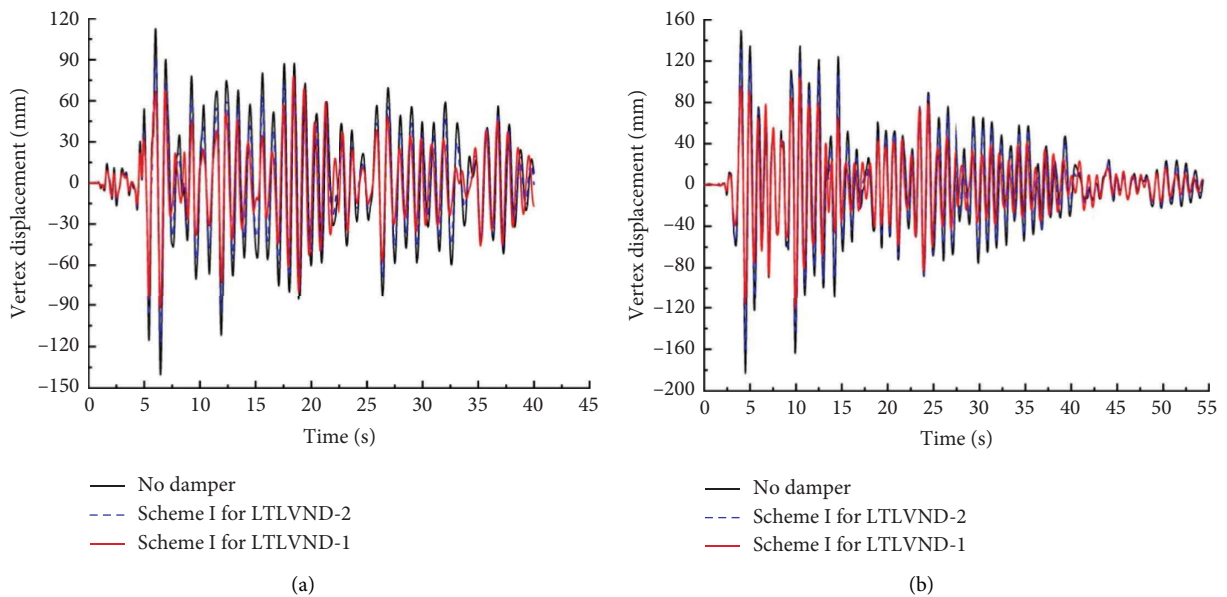 120
90
60
30
0
–30
–60
–90
–120
–150
Vertex displacement (mm)
0 5 10 15 20 25 30 35 40 45
Time (s)
No damper
Scheme I for LTLVND-2
Scheme I for LTLVND-1
(a)
160
120
80
40
0
–40
–80
–120
–160
–200
Vertex displacement (mm)
0 5 10 15 20 25 30 35 40 45 50 55
Time (s)
No damper
Scheme I for LTLVND-2
Scheme I for LTLVND-1
(b)